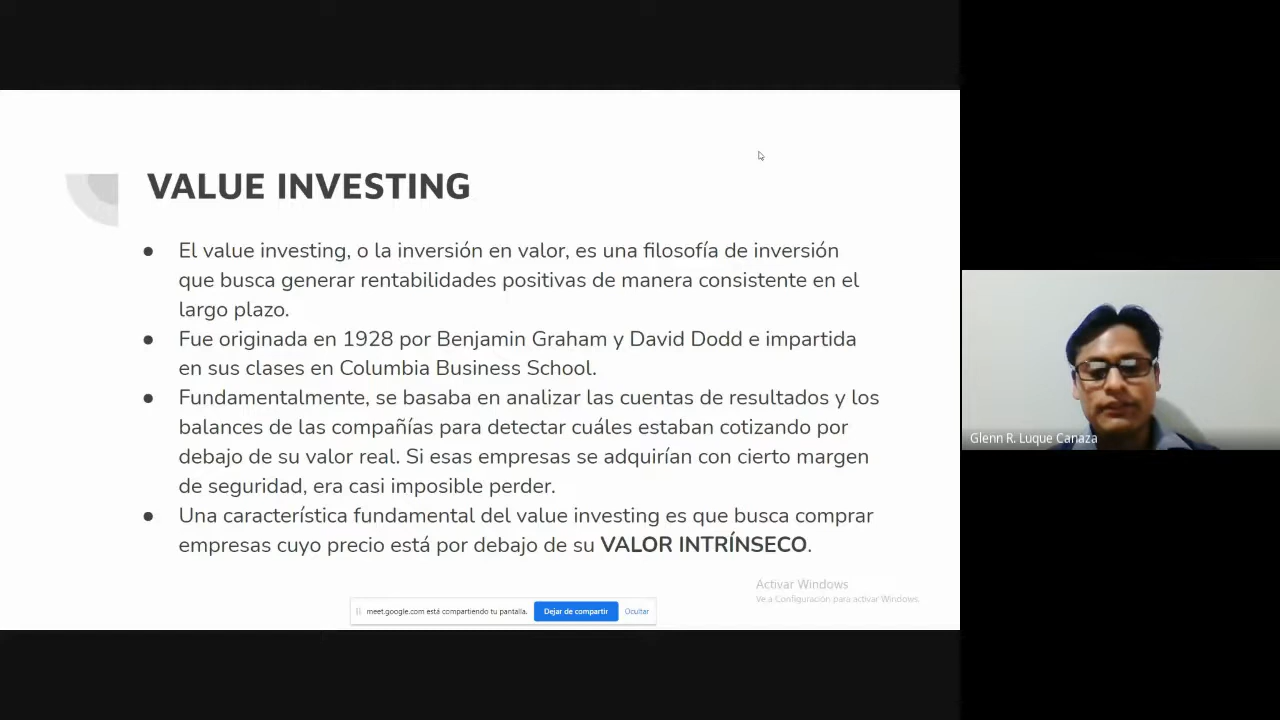 VALUE INVESTING
● El value investing, o la inversión en valor, es una filosofía de inversión
que busca generar rentabilidades positivas de manera consistente en el
largo plazo.
● Fue originada en 1928 por Benjamin Graham y David Dodd e impartida
en sus clases en Columbia Business School.
● Fundamentalmente, se basaba en analizar las cuentas de resultados y los
balances de las compañías para detectar cuáles estaban cotizando por
debajo de su valor real. Si esas empresas se adquirían con cierto margen
de seguridad, era casi imposible perder.
● Una característica fundamental del value investing es que busca comprar
empresas cuyo precio está por debajo de su VALOR INTRÍNSECO.
Activar Windows
Ve a Configuración para activar Windows.
meet.google.com está compartiendo tu pantalla. Dejar de compartir Ocultar
Glenn R. Luque Canaza